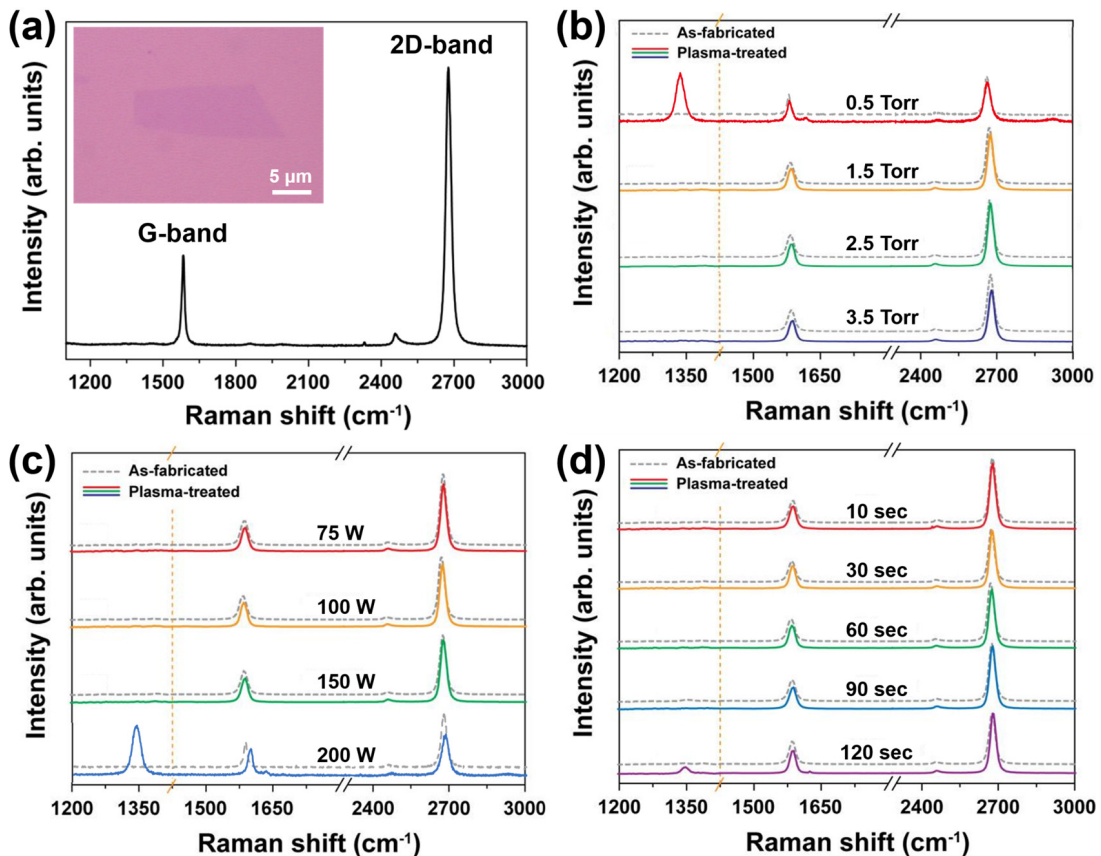 (a)
Intensity (arb. units)
5 µm
G-band
2D-band
1200 1500 1800 2100 2400 2700 3000
Raman shift (cm-1)
(b)
Intensity (arb. units)
As-fabricated
Plasma-treated
0.5 Torr
1.5 Torr
2.5 Torr
3.5 Torr
1200 1350 1500 1650 2400 2700 3000
Raman shift (cm-1)
(c)
Intensity (arb. units)
As-fabricated
Plasma-treated
75 W
100 W
150 W
200 W
1200 1350 1500 1650 2400 2700 3000
Raman shift (cm-1)
(d)
Intensity (arb. units)
As-fabricated
Plasma-treated
10 sec
30 sec
60 sec
90 sec
120 sec
1200 1350 1500 1650 2400 2700 3000
Raman shift (cm-1)